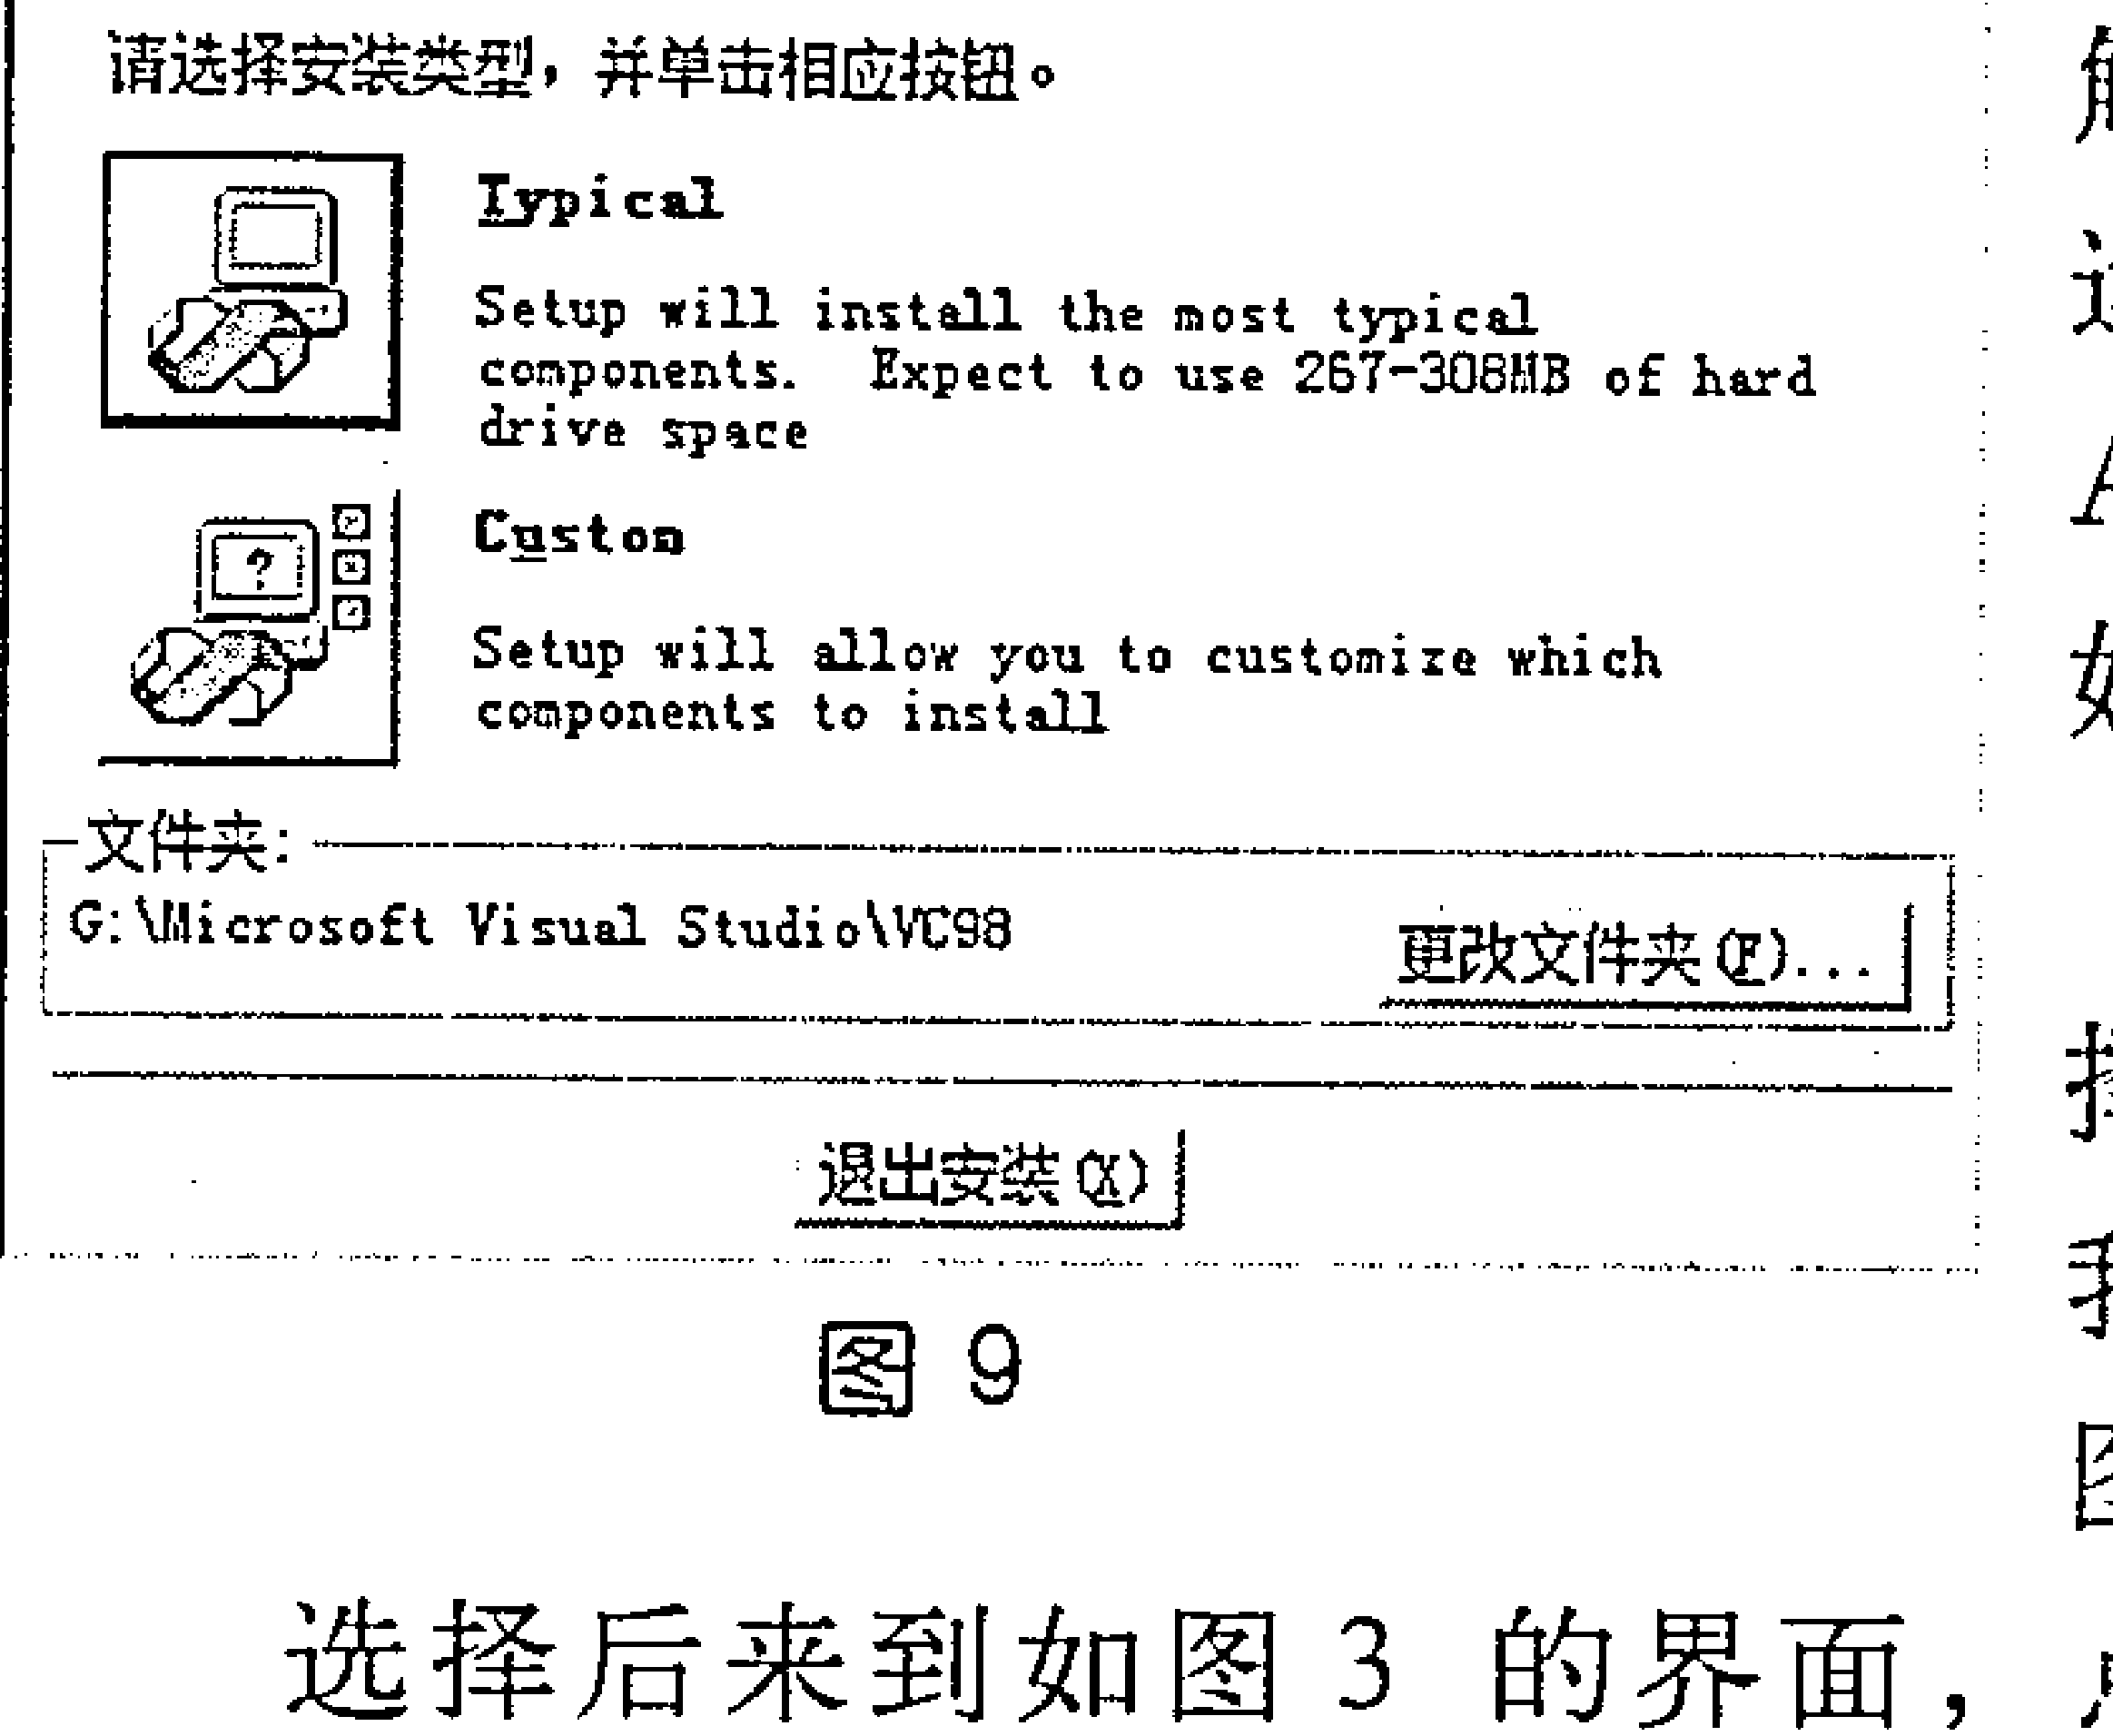 请选择安装类型，并单击相应按钮。
Typical
Setup will install the most typical
components.  Expect to use 267-308MB of hard
drive space
Custom
Setup will allow you to customize which
components to install
文件夹:
G:\Microsoft Visual Studio\VC98
更改文件夹(F)...
退出安装(X)
图 9
选择后来到如图 3 的界面，